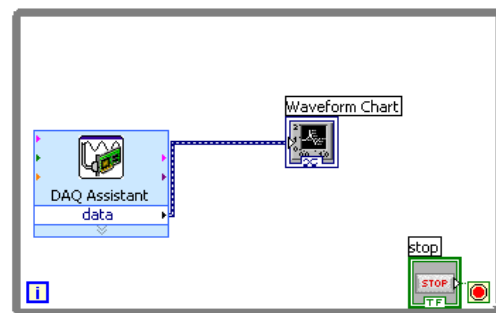 Waveform Chart
DAQ Assistant
data
stop
STOP
TF
i